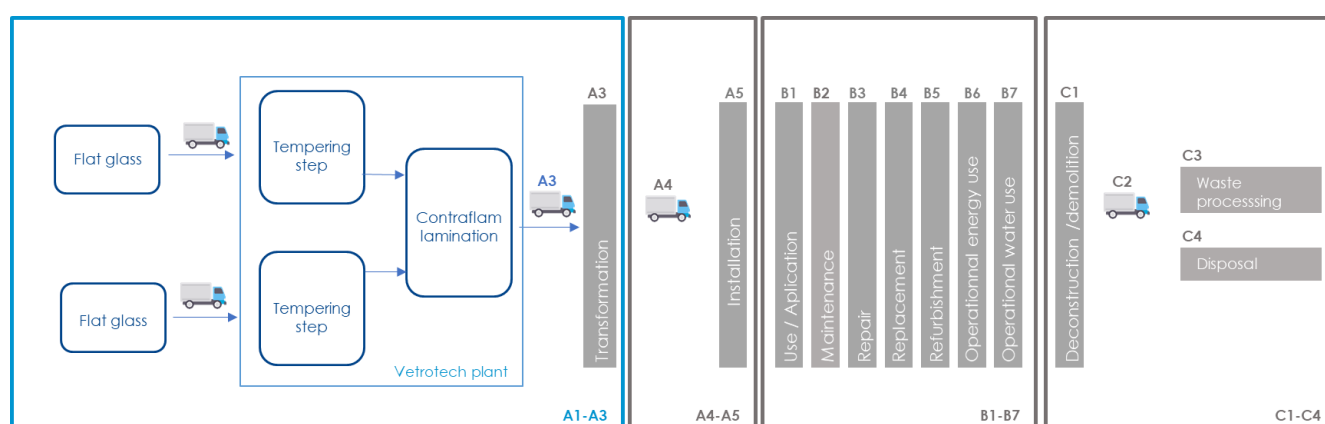 Flat glass
Flat glass
Tempering
step
Tempering
step
Contraflam
lamination
Vetrotech plant
A3
A3
Transformation
A1-A3
A4
A5
Installation
A4-A5
B1
Use / Aplication
B2
Maintenance
B3
Repair
B4
Replacement
B5
Refurbishment
B6
Operationnal energy use
B7
Operational water use
B1-B7
C1
Deconstruction /demolition
C2
C3
Waste
processsing
C4
Disposal
C1-C4